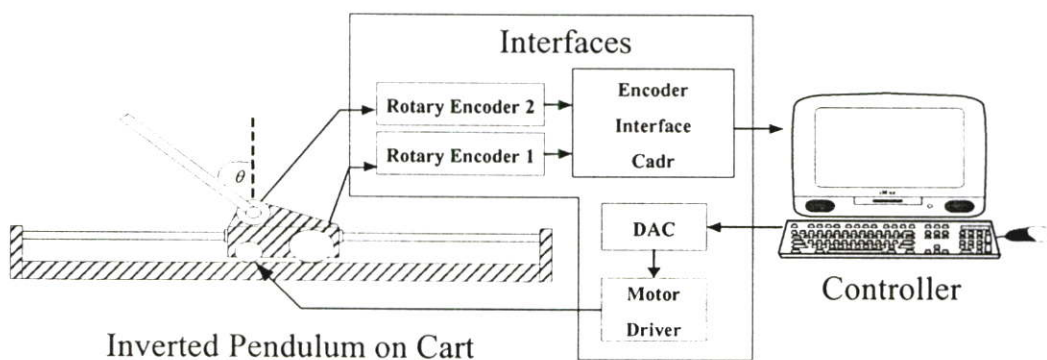 Interfaces
Rotary Encoder 2
Rotary Encoder 1
Encoder
Interface
Cadr
θ
DAC
Motor
Driver
Controller
Inverted Pendulum on Cart